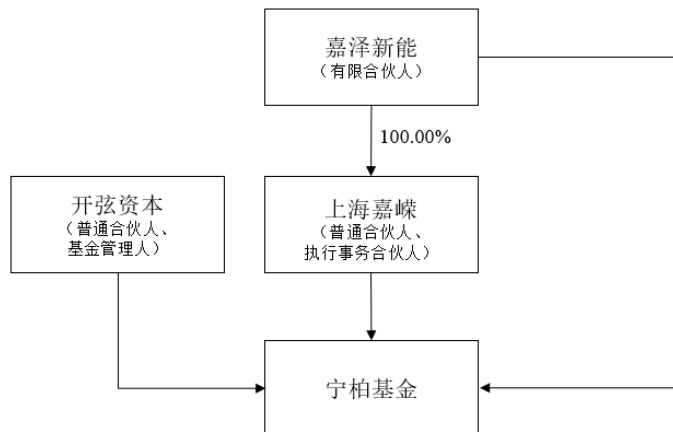 嘉泽新能
（有限合伙人）
100.00%
开弦资本
（普通合伙人、
基金管理人）
上海嘉嵘
（普通合伙人、
执行事务合伙人）
宁柏基金